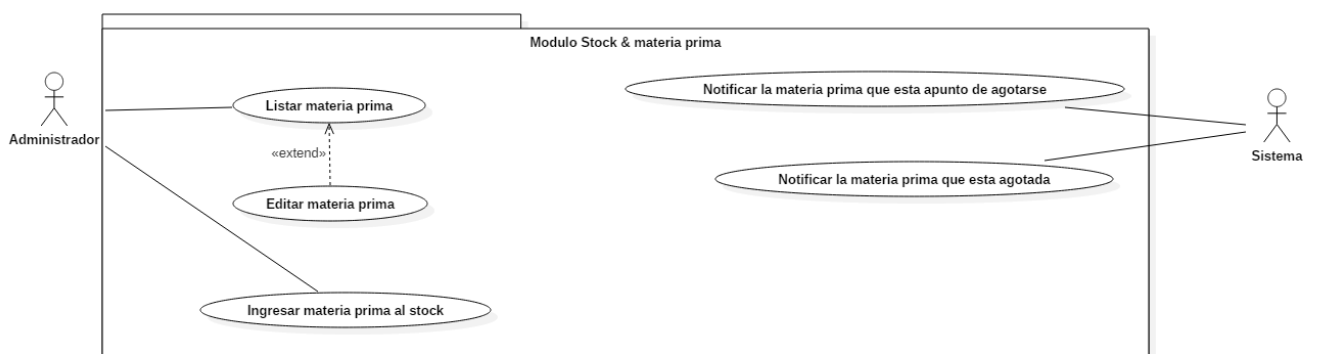 Modulo Stock & materia prima
Administrador
Listar materia prima
«extend»
Editar materia prima
Ingresar materia prima al stock
Notificar la materia prima que esta apunto de agotarse
Notificar la materia prima que esta agotada
Sistema